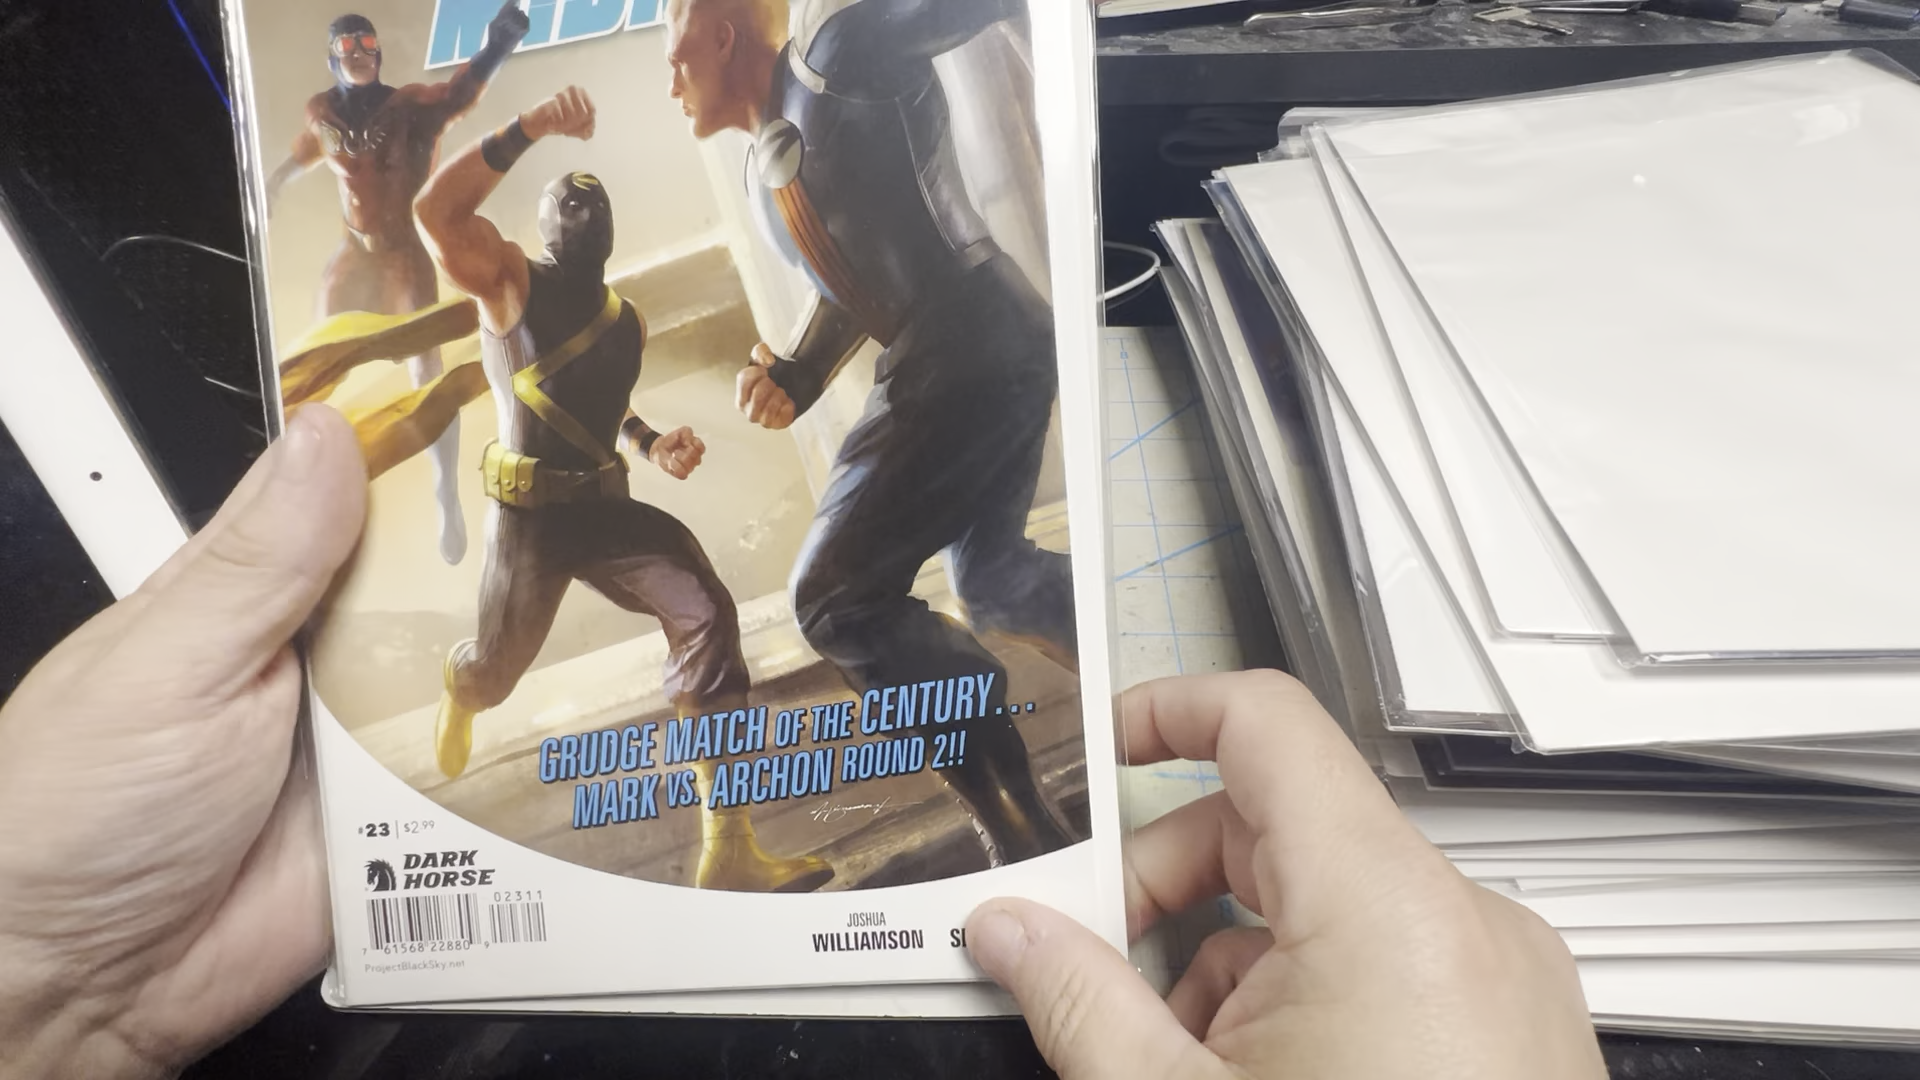 GRUDGE MATCH OF THE CENTURY...
MARK VS. ARCHON ROUND 2!!
#23 | $2.99
DARK
HORSE
02311
7 61568 22880 9
ProjectBlackSky.net
JOSHUA
WILLIAMSON